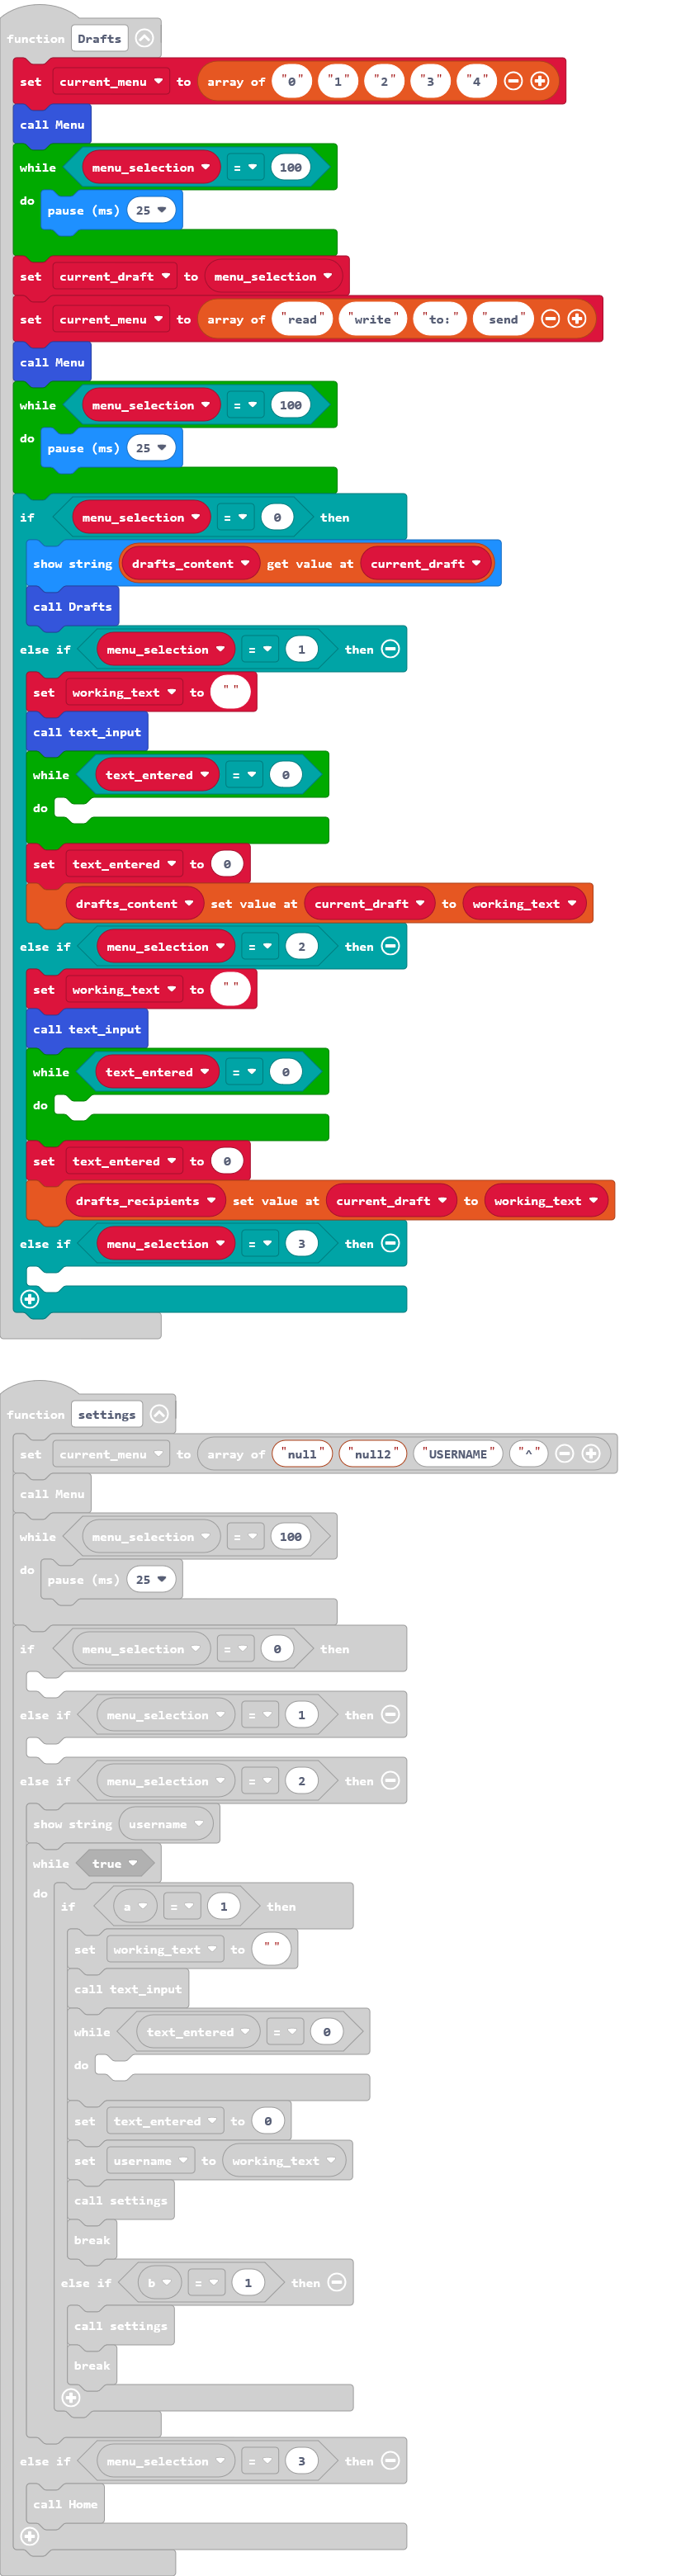 function Drafts
set current_menu to array of "0" "1" "2" "3" "4"
call Menu
while menu_selection = 100
do pause (ms) 25
set current_draft to menu_selection
set current_menu to array of "read" "write" "to:" "send"
call Menu
while menu_selection = 100
do pause (ms) 25
if menu_selection = 0 then
show string drafts_content get value at current_draft
call Drafts
else if menu_selection = 1 then
set working_text to " "
call text_input
while text_entered = 0
do
set text_entered to 0
drafts_content set value at current_draft to working_text
else if menu_selection = 2 then
set working_text to " "
call text_input
while text_entered = 0
do
set text_entered to 0
drafts_recipients set value at current_draft to working_text
else if menu_selection = 3 then
function settings
set current_menu to array of "null" "null2" "USERNAME" "^"
call Menu
while menu_selection = 100
do pause (ms) 25
if menu_selection = 0 then
else if menu_selection = 1 then
else if menu_selection = 2 then
show string username
while true
do if a = 1 then
set working_text to " "
call text_input
while text_entered = 0
do
set text_entered to 0
set username to working_text
call settings
break
else if b = 1 then
call settings
break
else if menu_selection = 3 then
call Home